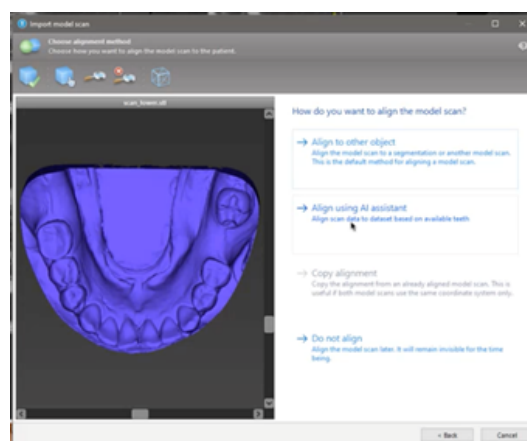 Import model scan
Choose alignment method
Choose how you want to align the model scan to the patient.
scan_lower.stl
How do you want to align the model scan?
→ Align to other object
Align the model scan to a segmentation or another model scan.
This is the default method for aligning a model scan.
→ Align using AI assistant
Align scan data to dataset based on available teeth
→ Copy alignment
Copy the alignment from an already aligned model scan. This is
useful if both model scans use the same coordinate system only.
→ Do not align
Align the model scan later. It will remain invisible for the time
being.
< Back
Cancel